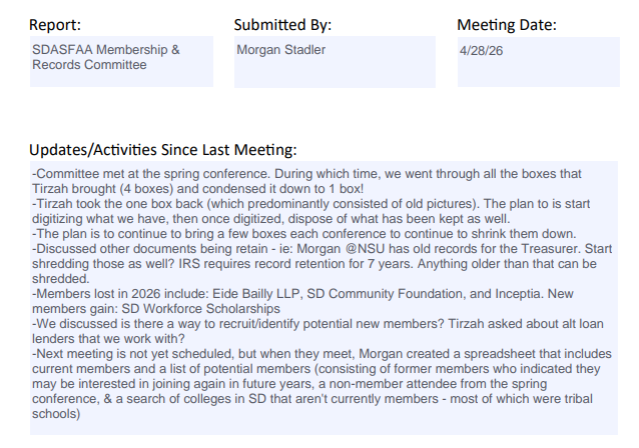 Report:
Submitted By:
Meeting Date:
SDASFAA Membership &
Records Committee
Morgan Stadler
4/28/26
Updates/Activities Since Last Meeting:
-Committee met at the spring conference. During which time, we went through all the boxes that
Tirzah brought (4 boxes) and condensed it down to 1 box!
-Tirzah took the one box back (which predominantly consisted of old pictures). The plan to is start
digitizing what we have, then once digitized, dispose of what has been kept as well.
-The plan is to continue to bring a few boxes each conference to continue to shrink them down.
-Discussed other documents being retain - ie: Morgan @NSU has old records for the Treasurer. Start
shredding those as well? IRS requires record retention for 7 years. Anything older than that can be
shredded.
-Members lost in 2026 include: Eide Bailly LLP, SD Community Foundation, and Inceptia. New
members gain: SD Workforce Scholarships
-We discussed is there a way to recruit/identify potential new members? Tirzah asked about alt loan
lenders that we work with?
-Next meeting is not yet scheduled, but when they meet, Morgan created a spreadsheet that includes
current members and a list of potential members (consisting of former members who indicated they
may be interested in joining again in future years, a non-member attendee from the spring
conference, & a search of colleges in SD that aren't currently members - most of which were tribal
schools)